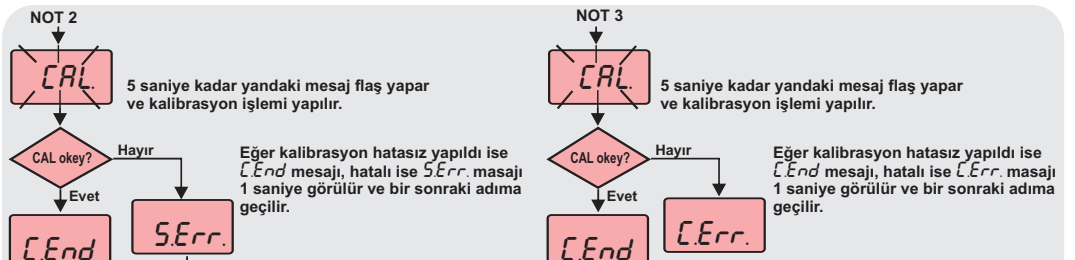 NOT 2
CAL.
5 saniye kadar yandaki mesaj flaş yapar
ve kalibrasyon işlemi yapılır.
CAL okey?
Hayır
Evet
Eğer kalibrasyon hatasız yapıldı ise
C.End mesajı, hatalı ise S.Err. masajı
1 saniye görülür ve bir sonraki adıma
geçilir.
S.Err.
C.End
NOT 3
CAL.
5 saniye kadar yandaki mesaj flaş yapar
ve kalibrasyon işlemi yapılır.
CAL okey?
Hayır
Evet
Eğer kalibrasyon hatasız yapıldı ise
C.End mesajı, hatalı ise C.Err. masajı
1 saniye görülür ve bir sonraki adıma
geçilir.
C.Err.
C.End